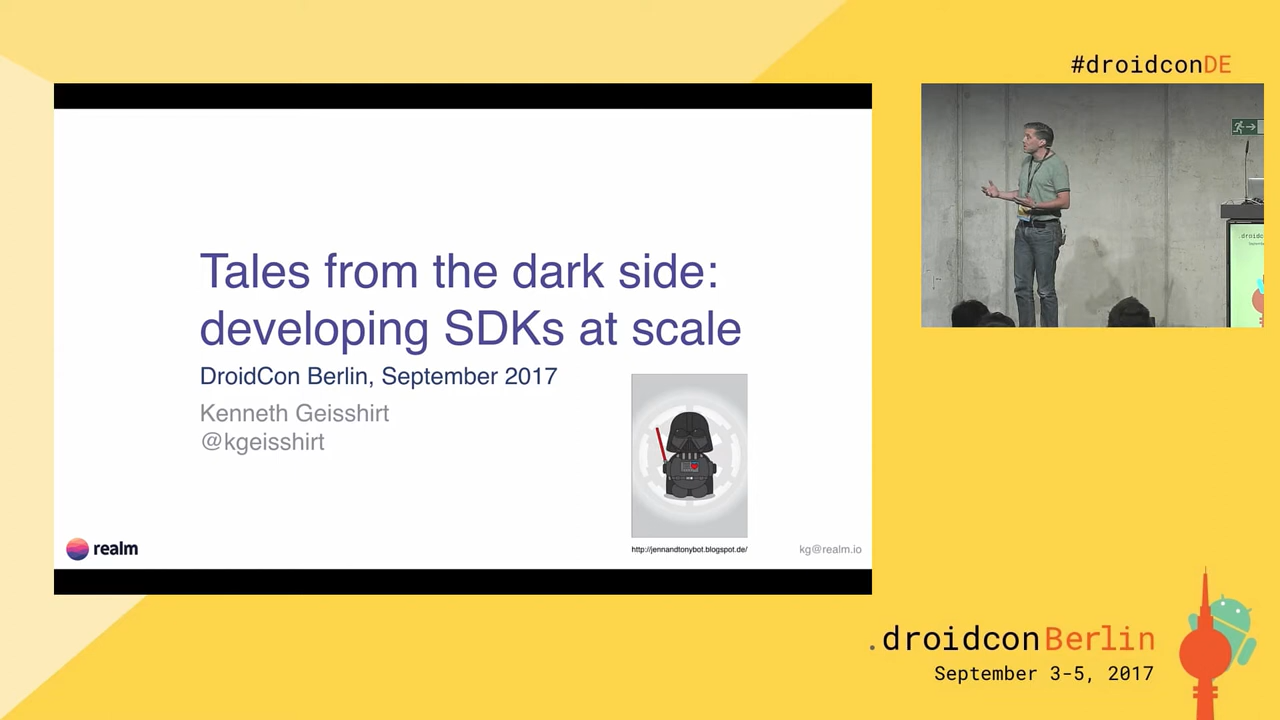 #droidconDE
Tales from the dark side:
developing SDKs at scale
DroidCon Berlin, September 2017
Kenneth Geisshirt
@kgeisshirt
http://jennandtonybot.blogspot.de/
realm
kg@realm.io
.droidconBerlin
September 3-5, 2017